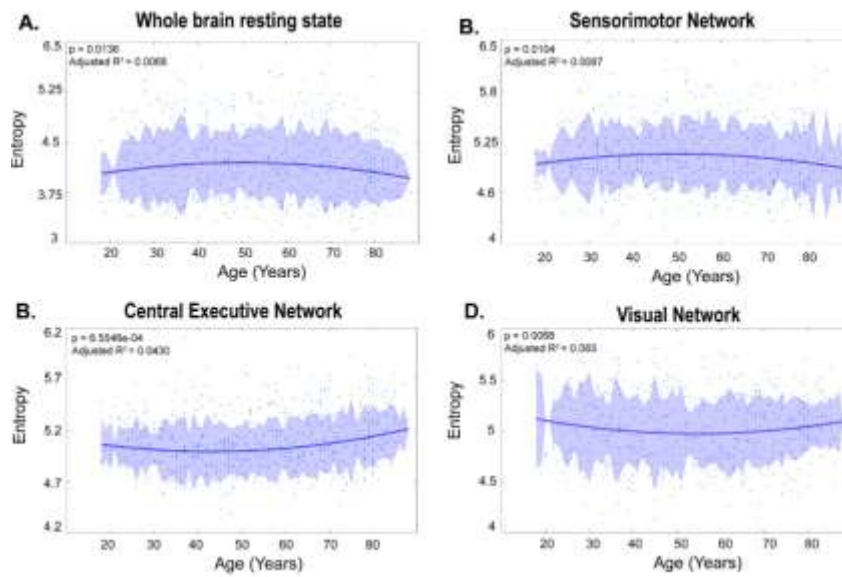 A.
Whole brain resting state
p = 0.0136
Adjusted R² = 0.0068
6.5
5.25
4.5
3.75
3
Entropy
20 30 40 50 60 70 80
Age (Years)
B.
Sensorimotor Network
p = 0.0104
Adjusted R² = 0.0087
6.5
5.8
5.25
4.6
4
Entropy
20 30 40 50 60 70 80
Age (Years)
B.
Central Executive Network
p = 6.5546e-04
Adjusted R² = 0.0430
6.2
5.7
5.2
4.7
4.2
Entropy
20 30 40 50 60 70 80
Age (Years)
D.
Visual Network
p = 0.0068
Adjusted R² = 0.083
6
5.5
5
4.5
4
Entropy
20 30 40 50 60 70 80
Age (Years)